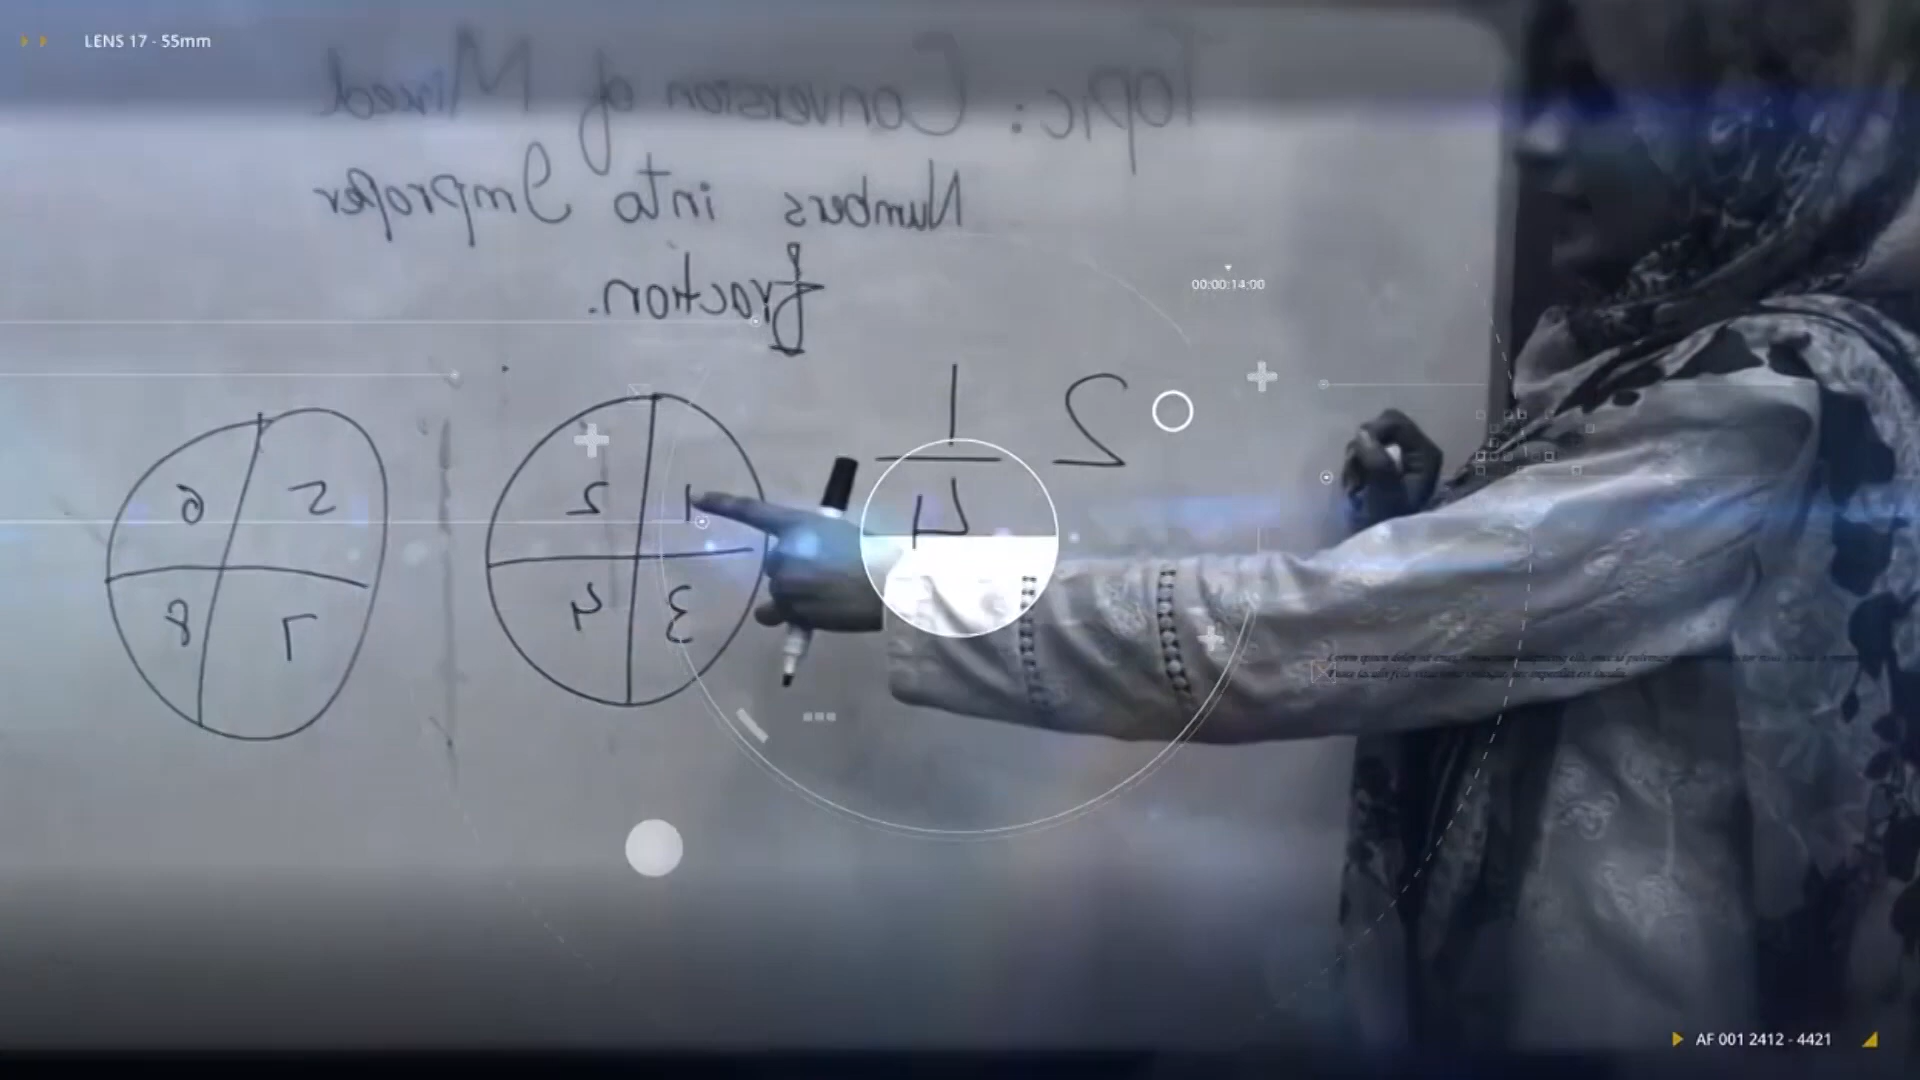 LENS 17 - 55mm
Topic: Conversion of Mixed
Numbers into Improper
fraction.
00:00:14:00
2 1/4
1 2
3 4
5 6
7 8
AF 001 2412 - 4421